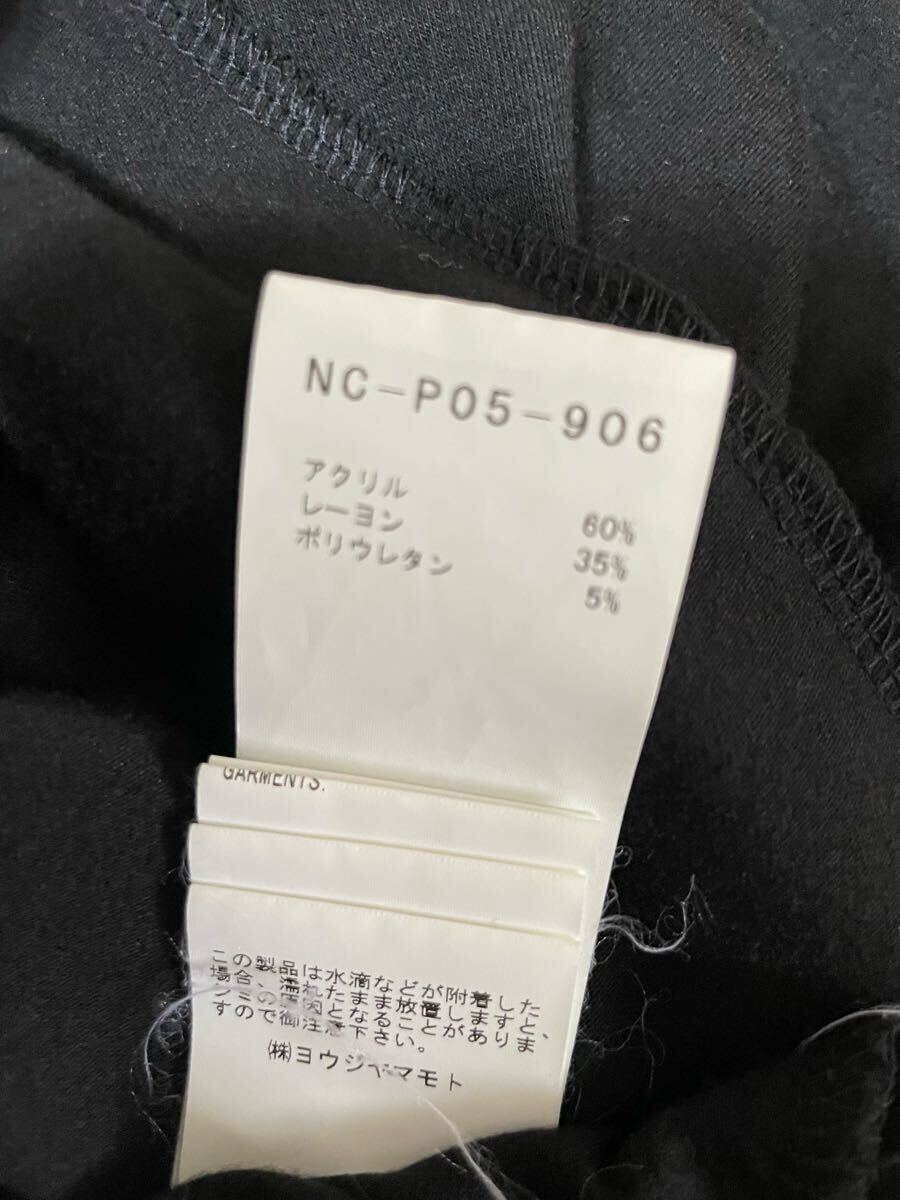 NC-P05-906
アクリル 60%
レーヨン 35%
ポリウレタン 5%
GARMENTS.
この製品は水滴などが附着した
場合、濡れたまま放置しますと、
シミの原因となることがありま
すので御注意下さい。
㈱ヨウジヤマモト